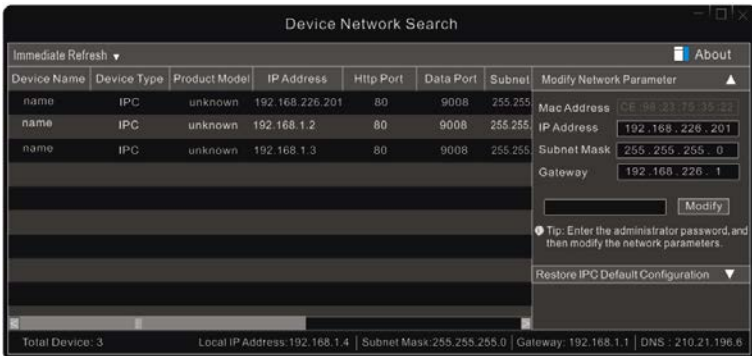 Device Network Search
Immediate Refresh
About
Device Name Device Type Product Model IP Address Http Port Data Port Subnet
name IPC unknown 192.168.226.201 80 9008 255.255
name IPC unknown 192.168.1.2 80 9008 255.255.
name IPC unknown 192.168.1.3 80 9008 255.255.
Modify Network Parameter
Mac Address CE:98:23:75:35:22
IP Address 192.168.226.201
Subnet Mask 255.255.255.0
Gateway 192.168.226.1
Modify
Tip: Enter the administrator password,and
then modify the network parameters.
Restore IPC Default Configuration
Total Device: 3 Local IP Address:192.168.1.4 Subnet Mask:255.255.255.0 Gateway: 192.168.1.1 DNS : 210.21.196.6